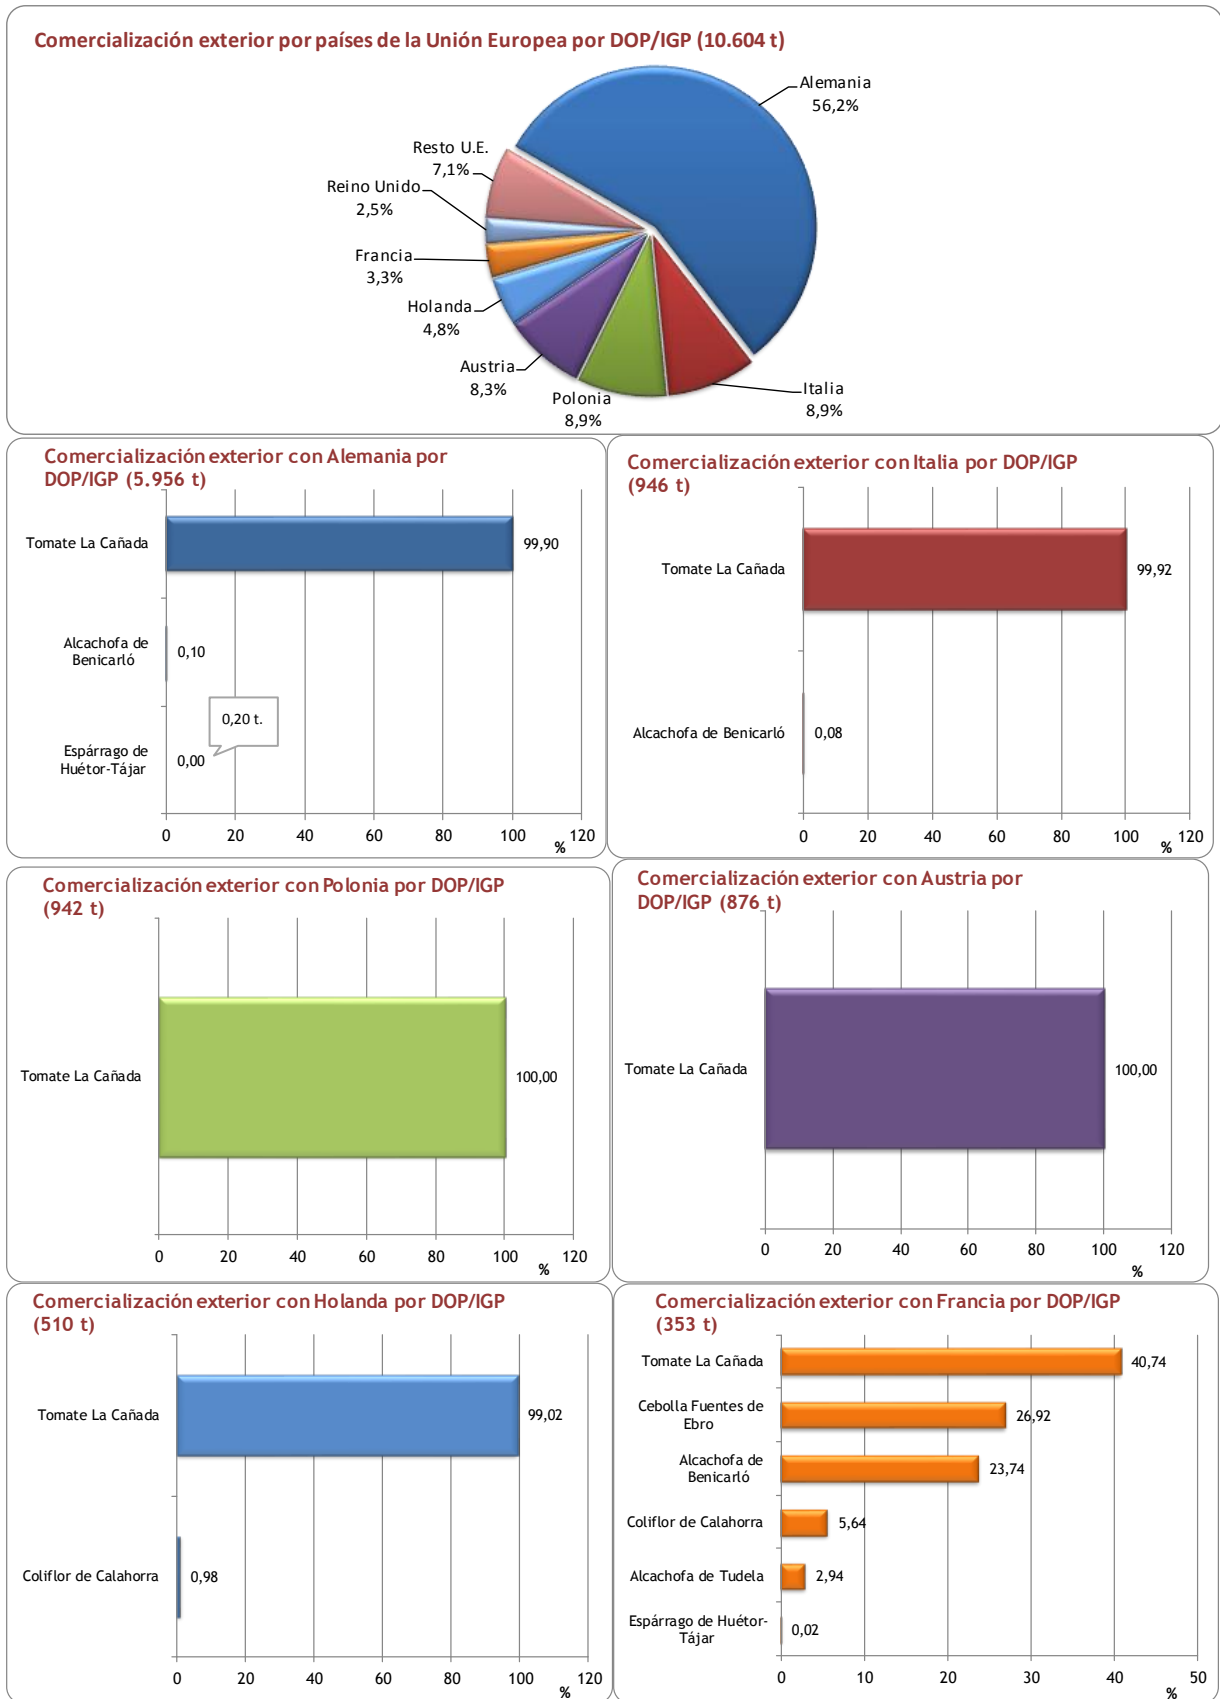 Comercialización exterior por países de la Unión Europea por DOP/IGP (10.604 t)
Alemania
56,2%
Resto U.E.
7,1%
Reino Unido
2,5%
Francia
3,3%
Holanda
4,8%
Austria
8,3%
Polonia
8,9%
Italia
8,9%
Comercialización exterior con Alemania por
DOP/IGP (5.956 t)
Tomate La Cañada
99,90
Alcachofa de
Benicarló
0,10
0,20 t.
Espárrago de
Huétor-Tájar
0,00
0 20 40 60 80 100 120
%
Comercialización exterior con Italia por DOP/IGP
(946 t)
Tomate La Cañada
99,92
Alcachofa de Benicarló
0,08
0 20 40 60 80 100 120
%
Comercialización exterior con Polonia por DOP/IGP
(942 t)
Tomate La Cañada
100,00
0 20 40 60 80 100 120
%
Comercialización exterior con Austria por
DOP/IGP (876 t)
Tomate La Cañada
100,00
0 20 40 60 80 100 120
%
Comercialización exterior con Holanda por DOP/IGP
(510 t)
Tomate La Cañada
99,02
Coliflor de Calahorra
0,98
0 20 40 60 80 100 120
%
Comercialización exterior con Francia por DOP/IGP
(353 t)
Tomate La Cañada
40,74
Cebolla Fuentes de
Ebro
26,92
Alcachofa de
Benicarló
23,74
Coliflor de Calahorra
5,64
Alcachofa de Tudela
2,94
Espárrago de Huétor-
Tájar
0,02
0 10 20 30 40 50
%